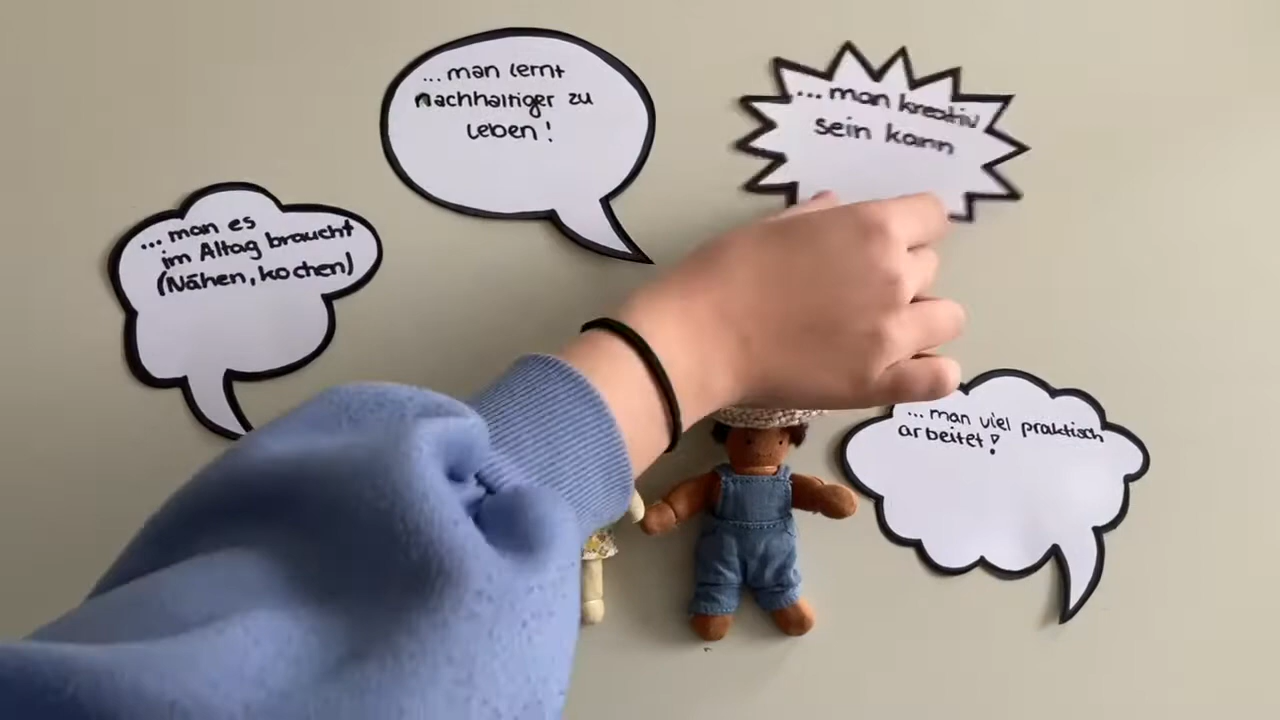 ...man es
im Alltag braucht
(Nähen, kochen)
...man lernt
nachhaltiger zu
leben!
...man kreativ
sein kann
...man viel praktisch
arbeitet!